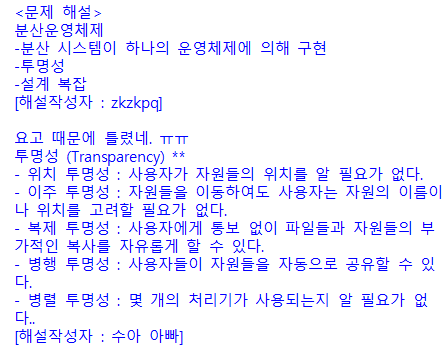 <문제 해설>
분산운영체제
-분산 시스템이 하나의 운영체제에 의해 구현
-투명성
-설계 복잡
[해설작성자 : zkzkpq]

요고 때문에 틀렸네. ㅠㅠ
투명성 (Transparency) **
- 위치 투명성 : 사용자가 자원들의 위치를 알 필요가 없다.
- 이주 투명성 : 자원들을 이동하여도 사용자는 자원의 이름이
나 위치를 고려할 필요가 없다.
- 복제 투명성 : 사용자에게 통보 없이 파일들과 자원들의 부
가적인 복사를 자유롭게 할 수 있다.
- 병행 투명성 : 사용자들이 자원들을 자동으로 공유할 수 있
다.
- 병렬 투명성 : 몇 개의 처리기가 사용되는지 알 필요가 없
다..
[해설작성자 : 수아 아빠]